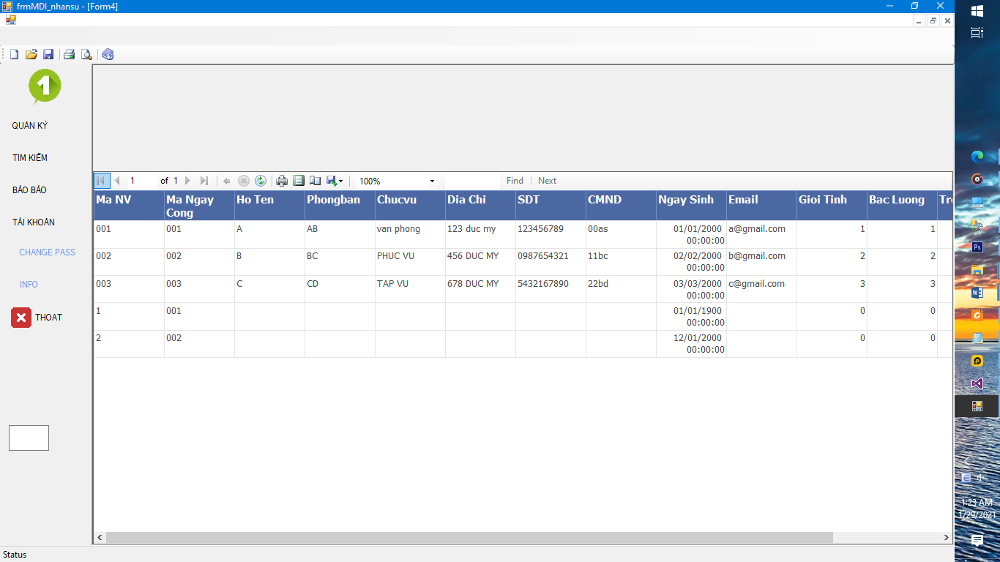 frmMDI_nhansu - [Form4]
1
QUẢN KÝ
TÌM KIẾM
BÁO BÁO
TÀI KHOẢN
CHANGE PASS
INFO
THOAT
1 of 1 100% Find Next
Ma NV Ma Ngay Cong Ho Ten Phongban Chucvu Dia Chi SDT CMND Ngay Sinh Email Gioi Tinh Bac Luong
001 001 A AB van phong 123 duc my 123456789 00as 01/01/2000 00:00:00 a@gmail.com 1 1
002 002 B BC PHUC VU 456 DUC MY 0987654321 11bc 02/02/2000 00:00:00 b@gmail.com 2 2
003 003 C CD TAP VU 678 DUC MY 5432167890 22bd 03/03/2000 00:00:00 c@gmail.com 3 3
1 001 01/01/1900 00:00:00 0 0
2 002 12/01/2000 00:00:00 0 0
Status
Ps
1:23 AM
1/29/2021